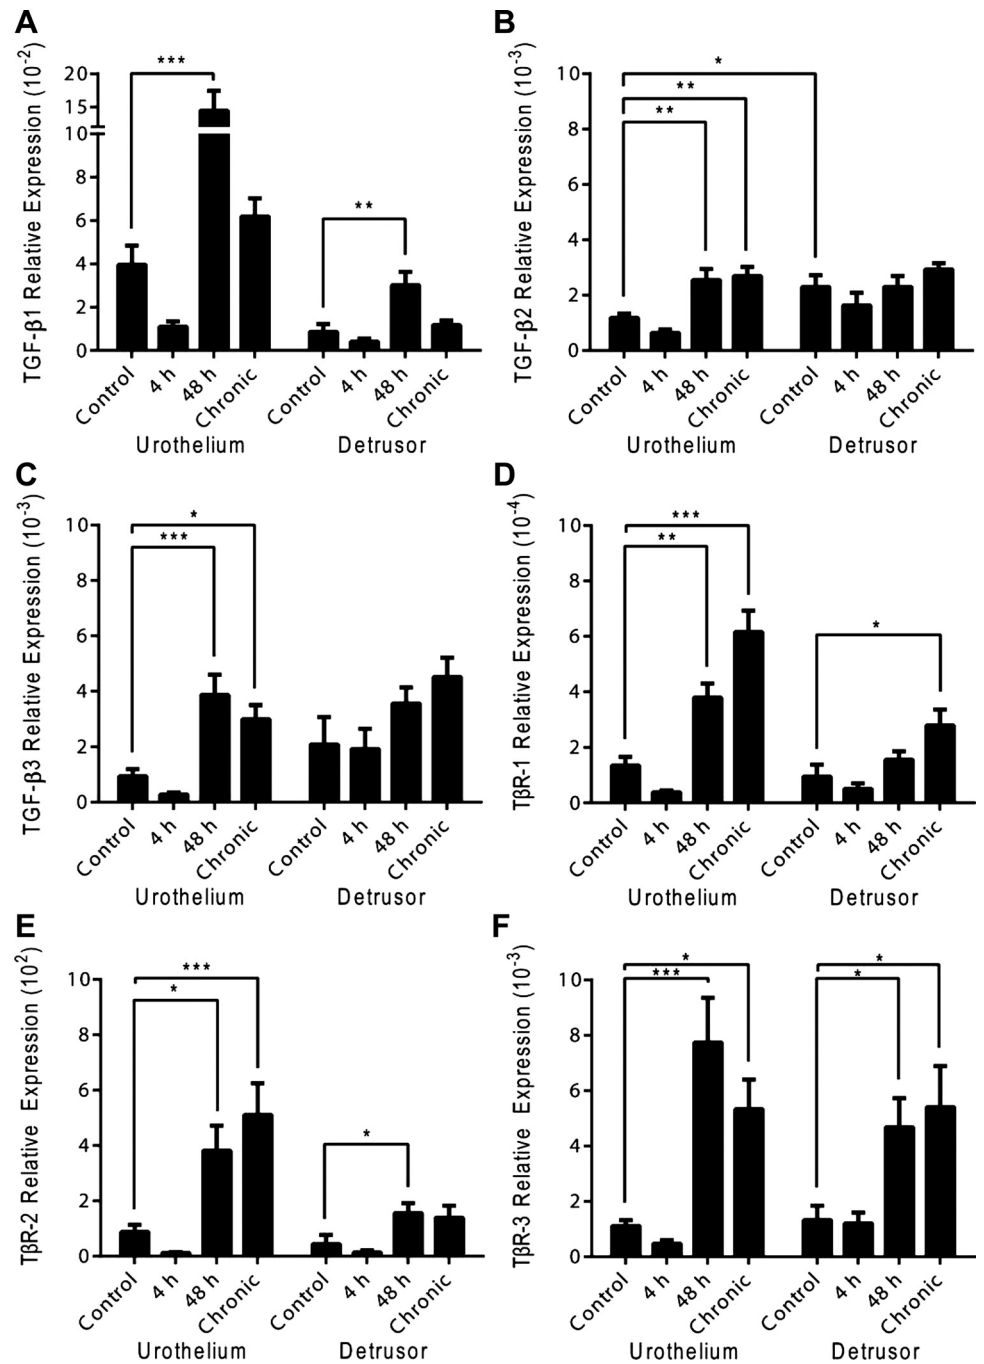 A
TGF-β1 Relative Expression (10-2)
20
15
10
8
6
4
2
0
***
**
Control 4 h 48 h Chronic Control 4 h 48 h Chronic
Urothelium Detrusor
B
TGF-β2 Relative Expression (10-3)
10
8
6
4
2
0
*
**
**
Control 4 h 48 h Chronic Control 4 h 48 h Chronic
Urothelium Detrusor
C
TGF-β3 Relative Expression (10-3)
10
8
6
4
2
0
*
***
Control 4 h 48 h Chronic Control 4 h 48 h Chronic
Urothelium Detrusor
D
TβR-1 Relative Expression (10-4)
10
8
6
4
2
0
***
**
*
Control 4 h 48 h Chronic Control 4 h 48 h Chronic
Urothelium Detrusor
E
TβR-2 Relative Expression (102)
10
8
6
4
2
0
***
*
*
Control 4 h 48 h Chronic Control 4 h 48 h Chronic
Urothelium Detrusor
F
TβR-3 Relative Expression (10-3)
10
8
6
4
2
0
*
***
*
*
Control 4 h 48 h Chronic Control 4 h 48 h Chronic
Urothelium Detrusor